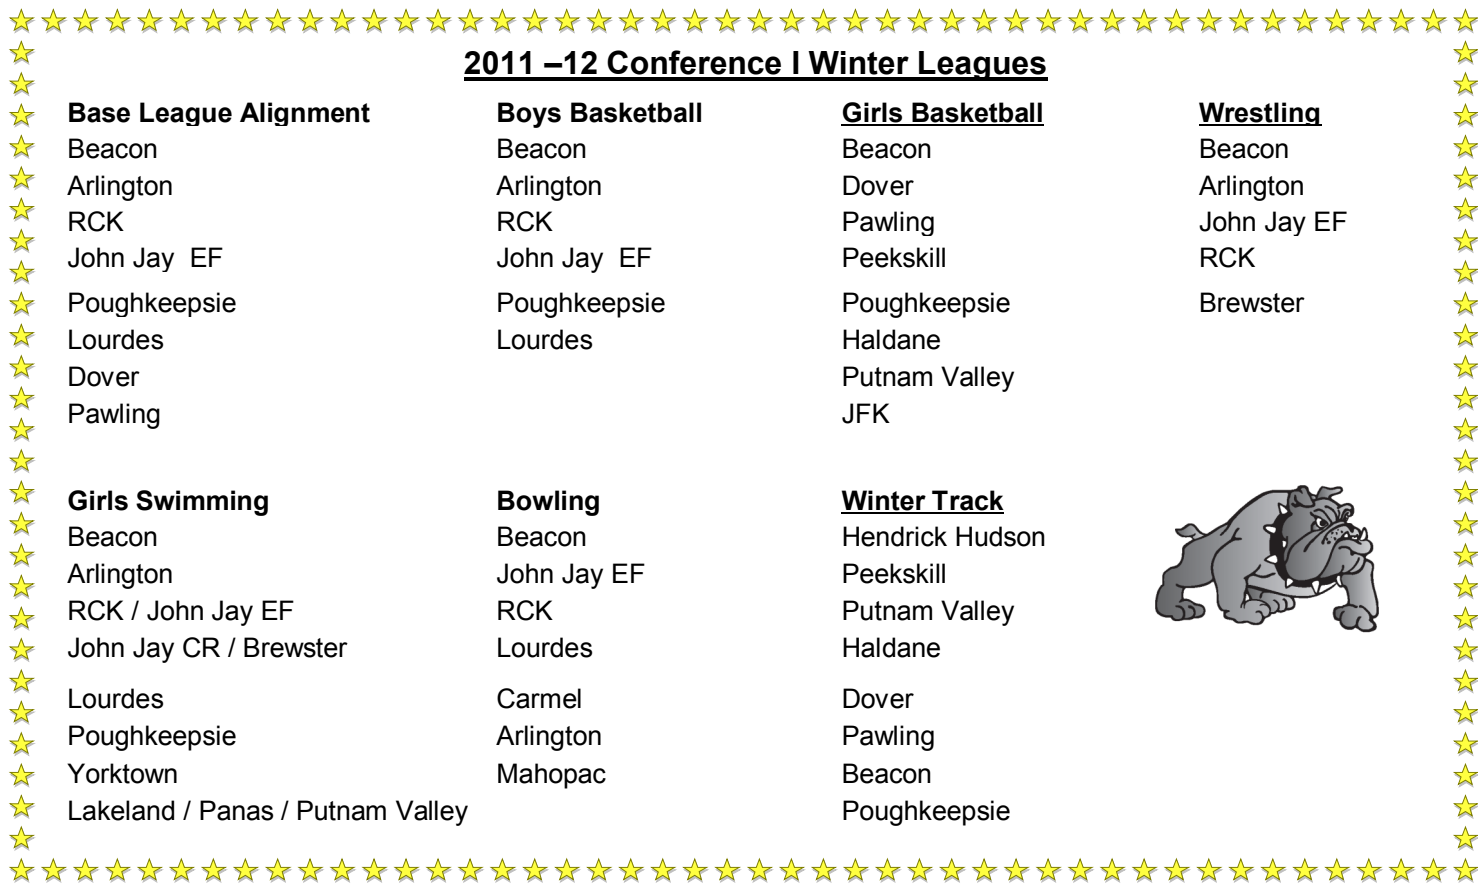 2011 –12 Conference I Winter Leagues
Base League Alignment Boys Basketball Girls Basketball Wrestling
Beacon Beacon Beacon Beacon
Arlington Arlington Dover Arlington
RCK RCK Pawling John Jay EF
John Jay EF John Jay EF Peekskill RCK
Poughkeepsie Poughkeepsie Poughkeepsie Brewster
Lourdes Lourdes Haldane
Dover Putnam Valley
Pawling JFK
Girls Swimming Bowling Winter Track
Beacon Beacon Hendrick Hudson
Arlington John Jay EF Peekskill
RCK / John Jay EF RCK Putnam Valley
John Jay CR / Brewster Lourdes Haldane
Lourdes Carmel Dover
Poughkeepsie Arlington Pawling
Yorktown Mahopac Beacon
Lakeland / Panas / Putnam Valley Poughkeepsie